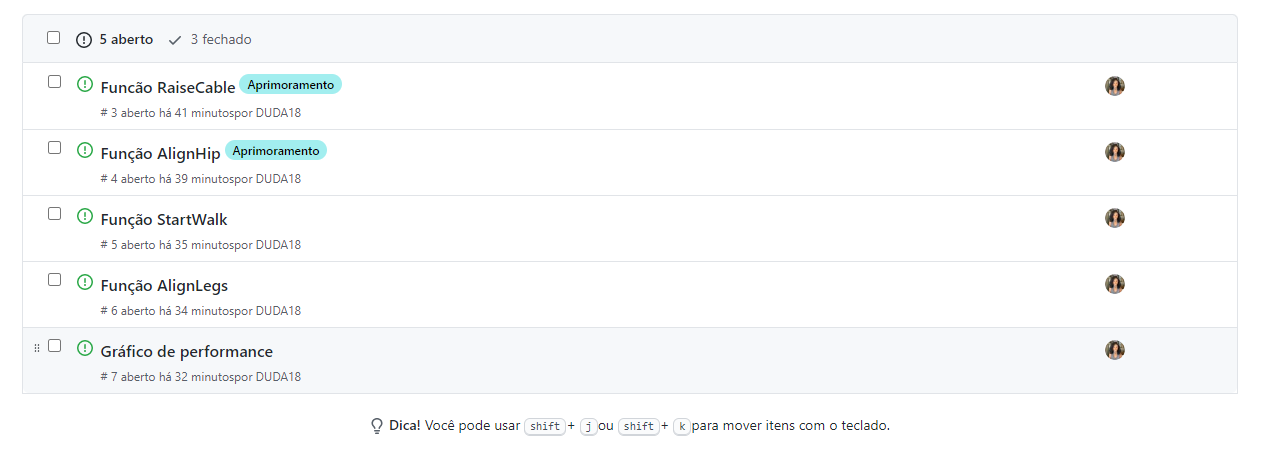 5 aberto 3 fechado
Funcão RaiseCable Aprimoramento
# 3 aberto há 41 minutospor DUDA18
Função AlignHip Aprimoramento
# 4 aberto há 39 minutospor DUDA18
Função StartWalk
# 5 aberto há 35 minutospor DUDA18
Função AlignLegs
# 6 aberto há 34 minutospor DUDA18
Gráfico de performance
# 7 aberto há 32 minutospor DUDA18
Dica! Você pode usar shift + j ou shift + k para mover itens com o teclado.